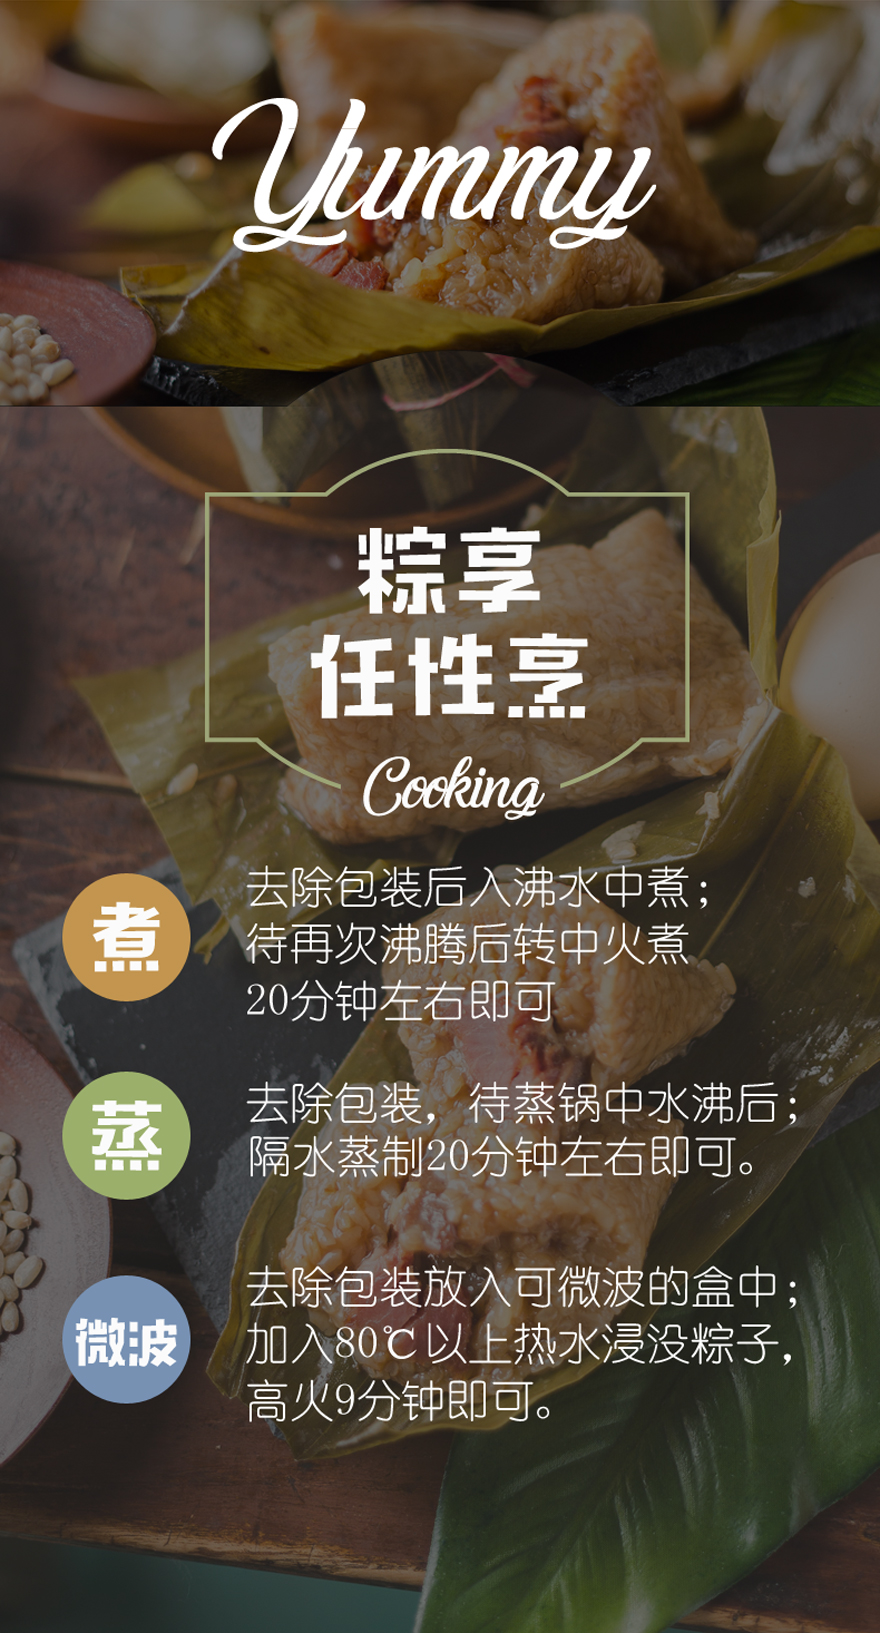 Yummy
粽享
任性烹
Cooking
煮
去除包装后入沸水中煮；
待再次沸腾后转中火煮
20分钟左右即可
蒸
去除包装，待蒸锅中水沸后；
隔水蒸制20分钟左右即可。
微波
去除包装放入可微波的盒中；
加入80℃以上热水浸没粽子，
高火9分钟即可。